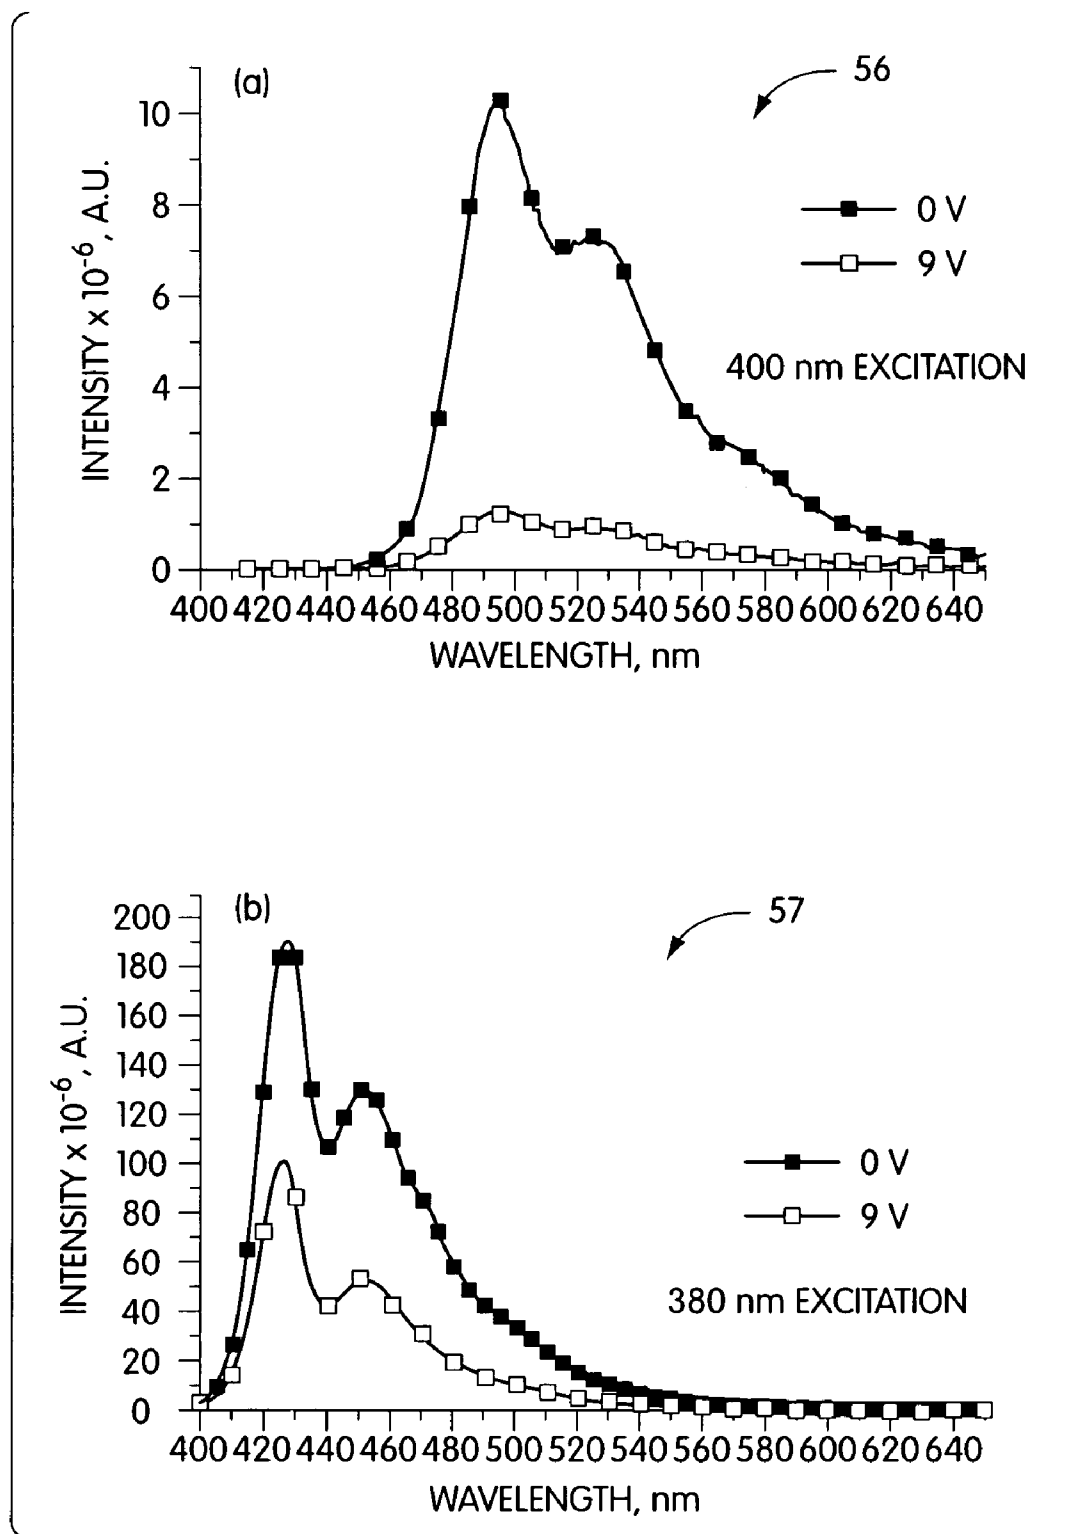 (a)
56
10
8
6
4
2
0
INTENSITY x 10-6, A.U.
0 V
9 V
400 nm EXCITATION
400 420 440 460 480 500 520 540 560 580 600 620 640
WAVELENGTH, nm
(b)
57
200
180
160
140
120
100
80
60
40
20
0
INTENSITY x 10-6, A.U.
0 V
9 V
380 nm EXCITATION
400 420 440 460 480 500 520 540 560 580 600 620 640
WAVELENGTH, nm